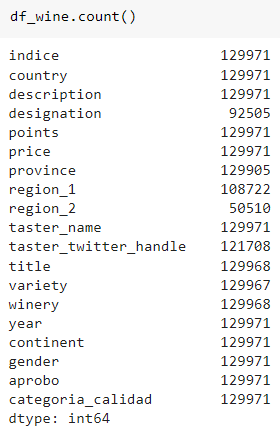 df_wine.count()
indice 129971
country 129971
description 129971
designation 92505
points 129971
price 129971
province 129905
region_1 108722
region_2 50510
taster_name 129971
taster_twitter_handle 121708
title 129968
variety 129967
winery 129968
year 129971
continent 129971
gender 129971
aprobo 129971
categoria_calidad 129971
dtype: int64